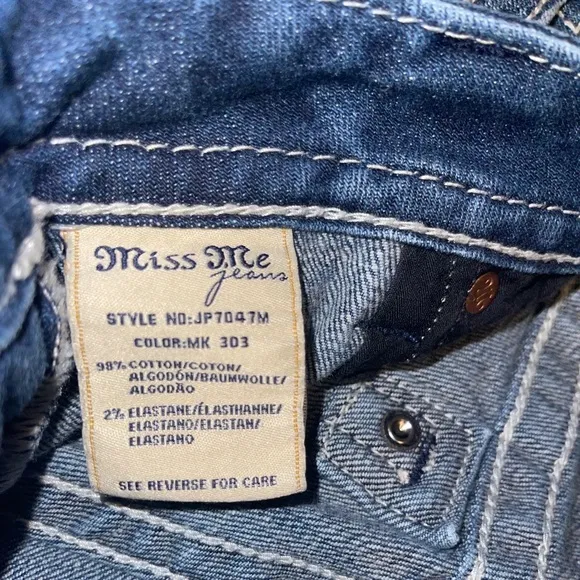 Miss Me
jeans
STYLE NO:JP7047M
COLOR:MK 303
98% COTTON/COTON/
ALGODÓN/BAUMWOLLE/
ALGODÃO
2% ELASTANE/ÉLASTHANNE/
ELASTANO/ELASTAN/
ELASTANO
SEE REVERSE FOR CARE